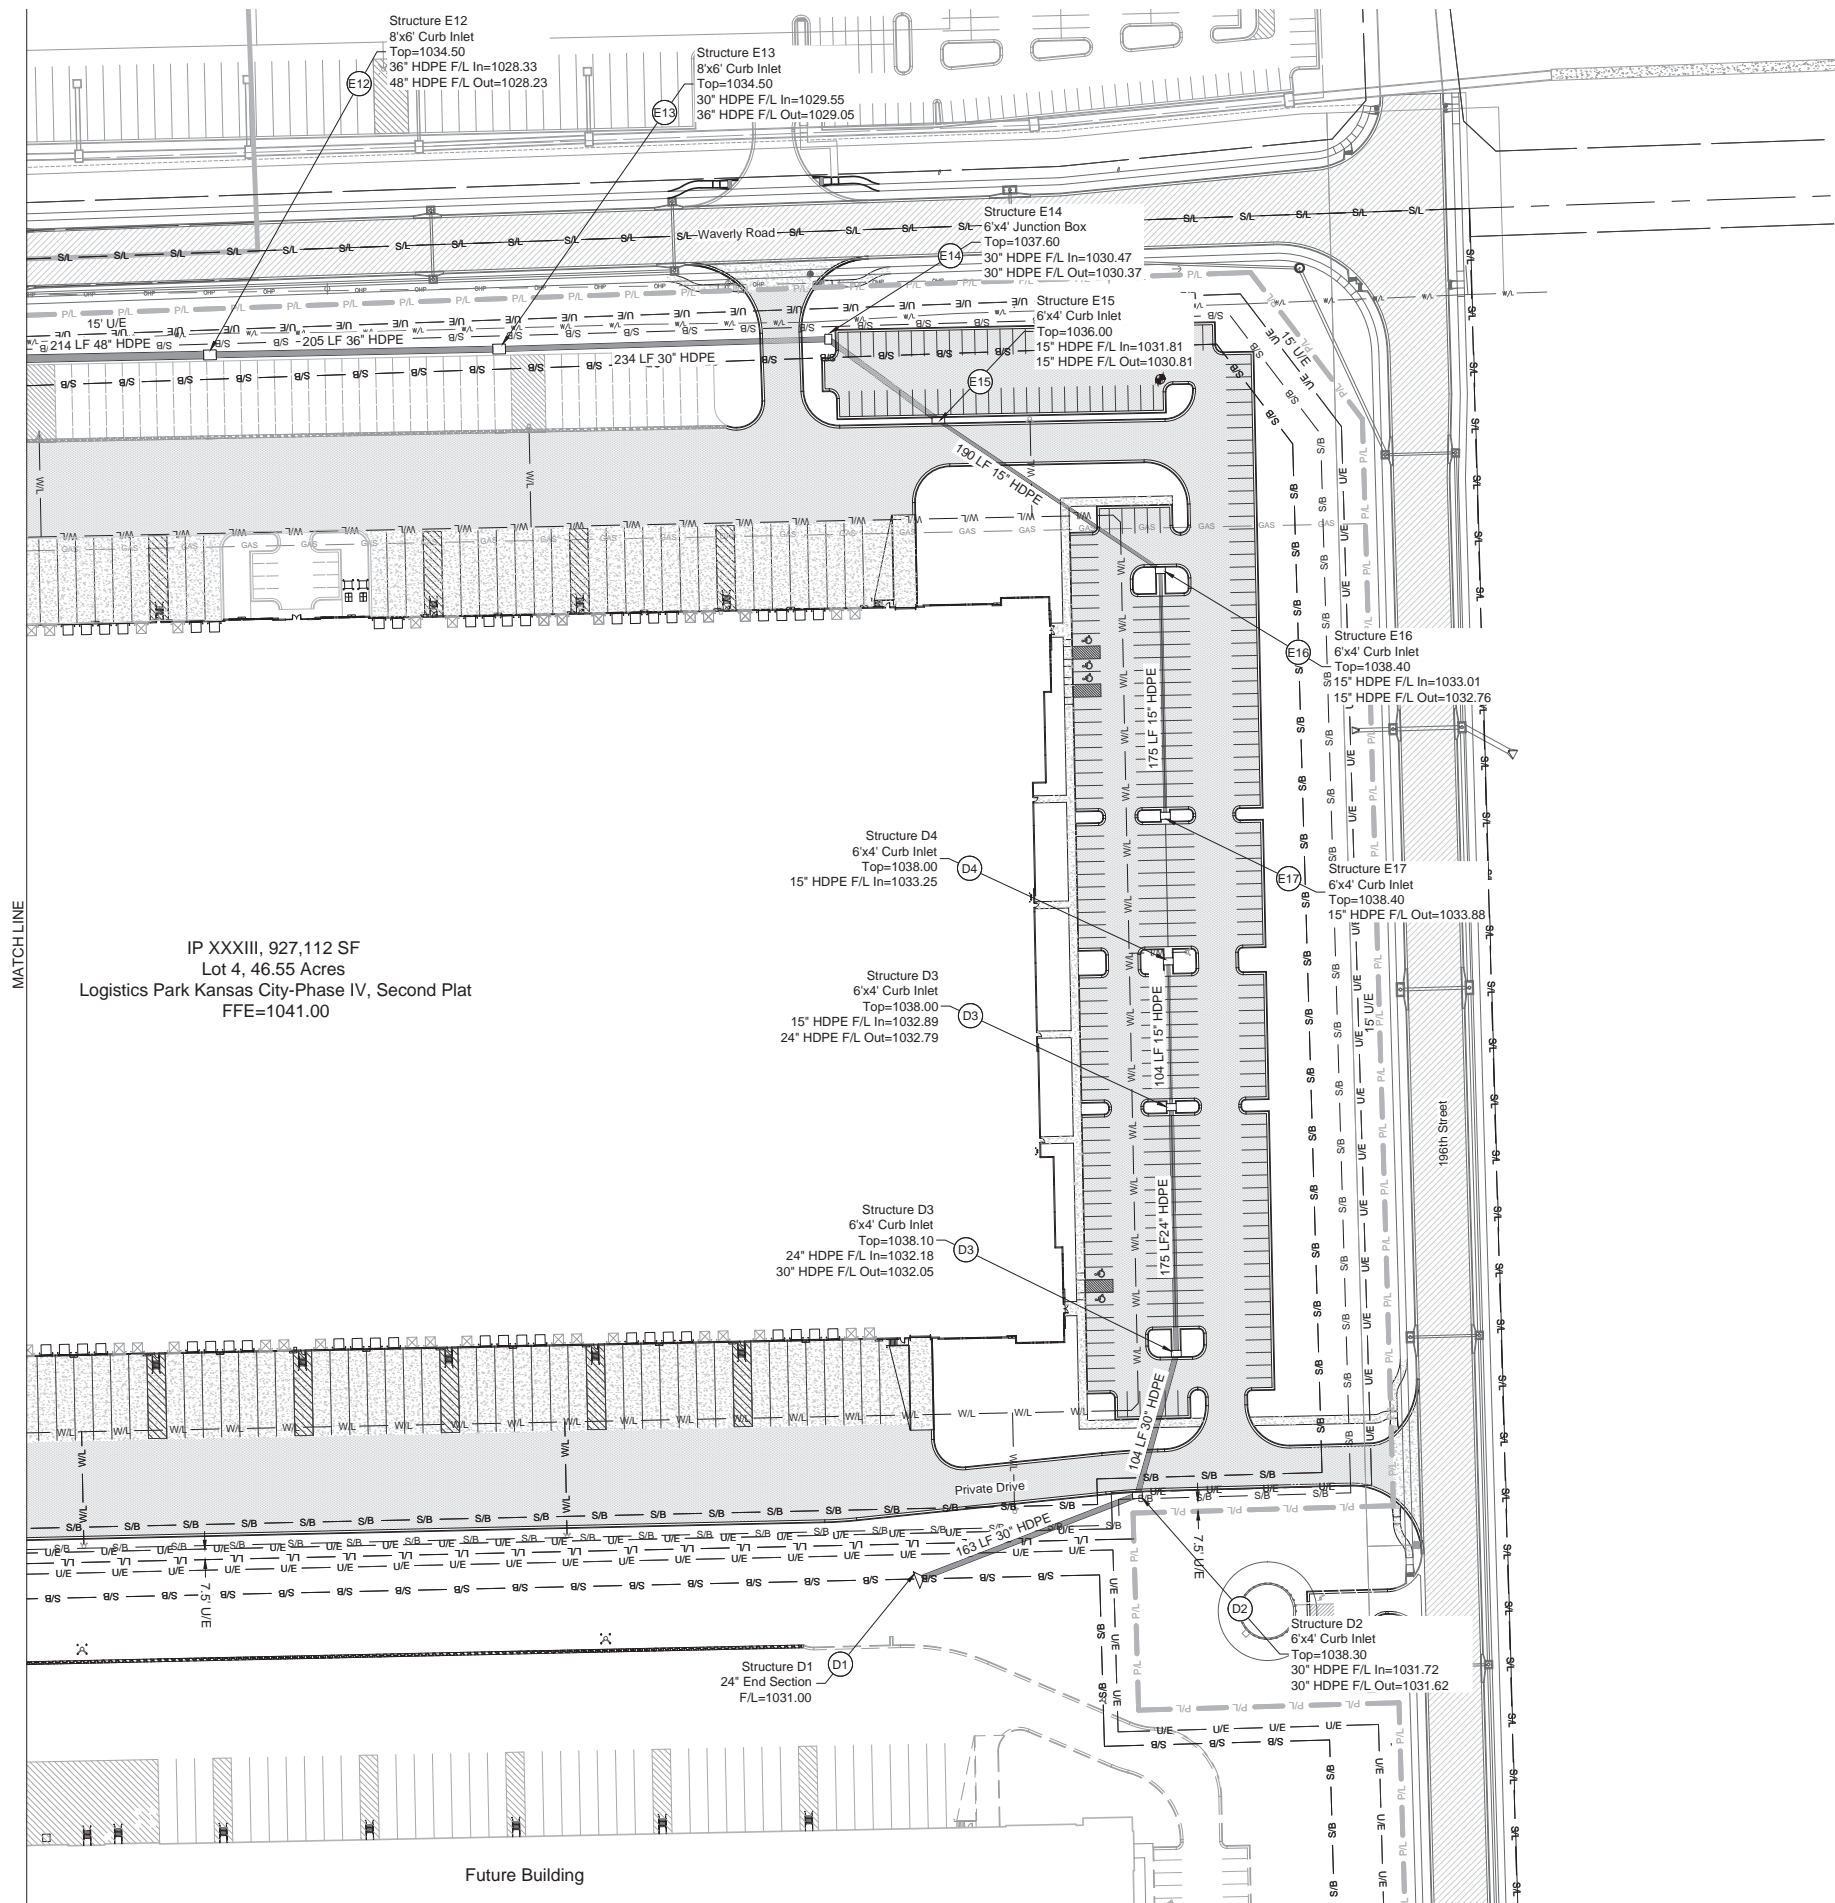 Structure E12
8'x6' Curb Inlet
Top=1034.50
36" HDPE F/L In=1028.33
48" HDPE F/L Out=1028.23
E12
Structure E13
8'x6' Curb Inlet
Top=1034.50
30" HDPE F/L In=1029.55
36" HDPE F/L Out=1029.05
E13
Structure E14
6'x4' Junction Box
Top=1037.60
30" HDPE F/L In=1030.47
30" HDPE F/L Out=1030.37
E14
Waverly Road
Structure E15
6'x4' Curb Inlet
Top=1036.00
15" HDPE F/L In=1031.81
15" HDPE F/L Out=1030.81
E15
15' U/E
214 LF 48" HDPE
205 LF 36" HDPE
234 LF 30" HDPE
15' U/E
190 LF 15" HDPE
GAS
W/L
S/B
U/E
P/L
S/L
OHP
Structure E16
6'x4' Curb Inlet
Top=1038.40
15" HDPE F/L In=1033.01
15" HDPE F/L Out=1032.76
E16
175 LF 15" HDPE
Structure D4
6'x4' Curb Inlet
Top=1038.00
15" HDPE F/L In=1033.25
D4
Structure E17
6'x4' Curb Inlet
Top=1038.40
15" HDPE F/L Out=1033.88
E17
MATCH LINE
IP XXXIII, 927,112 SF
Lot 4, 46.55 Acres
Logistics Park Kansas City-Phase IV, Second Plat
FFE=1041.00
Structure D3
6'x4' Curb Inlet
Top=1038.00
15" HDPE F/L In=1032.89
24" HDPE F/L Out=1032.79
D3
104 LF 15" HDPE
15' U/E
196th Street
Structure D3
6'x4' Curb Inlet
Top=1038.10
24" HDPE F/L In=1032.18
30" HDPE F/L Out=1032.05
D3
175 LF24" HDPE
104 LF 30" HDPE
Private Drive
163 LF 30" HDPE
7.5' U/E
7.5' U/E
D2
Structure D2
6'x4' Curb Inlet
Top=1038.30
30" HDPE F/L In=1031.72
30" HDPE F/L Out=1031.62
Structure D1
24" End Section
F/L=1031.00
D1
Future Building